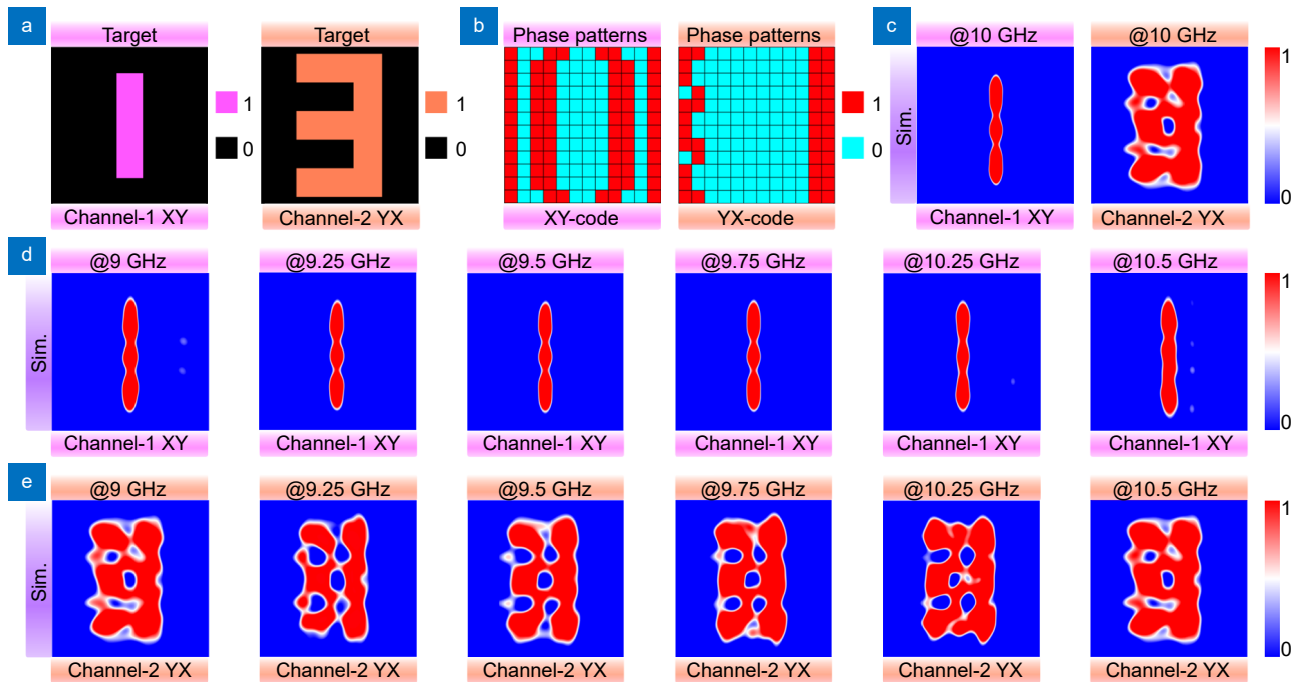 a
Target
Target
1
0
1
0
Channel-1 XY
Channel-2 YX
b
Phase patterns
Phase patterns
1
0
XY-code
YX-code
c
@10 GHz
@10 GHz
Sim.
1
0
Channel-1 XY
Channel-2 YX
d
@9 GHz
@9.25 GHz
@9.5 GHz
@9.75 GHz
@10.25 GHz
@10.5 GHz
Sim.
1
0
Channel-1 XY
Channel-1 XY
Channel-1 XY
Channel-1 XY
Channel-1 XY
Channel-1 XY
e
@9 GHz
@9.25 GHz
@9.5 GHz
@9.75 GHz
@10.25 GHz
@10.5 GHz
Sim.
1
0
Channel-2 YX
Channel-2 YX
Channel-2 YX
Channel-2 YX
Channel-2 YX
Channel-2 YX